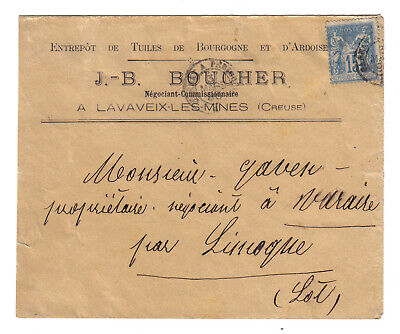 Entrepôt de Tuiles de Bourgogne et d'Ardoise
J.-B. BOUCHER
Négociant-Commissionnaire
A LAVAVEIX-LES-MINES (Creuse)
15
Monsieur Gaven
propriétaire négociant à Varaire
par Limogne
(Lot)